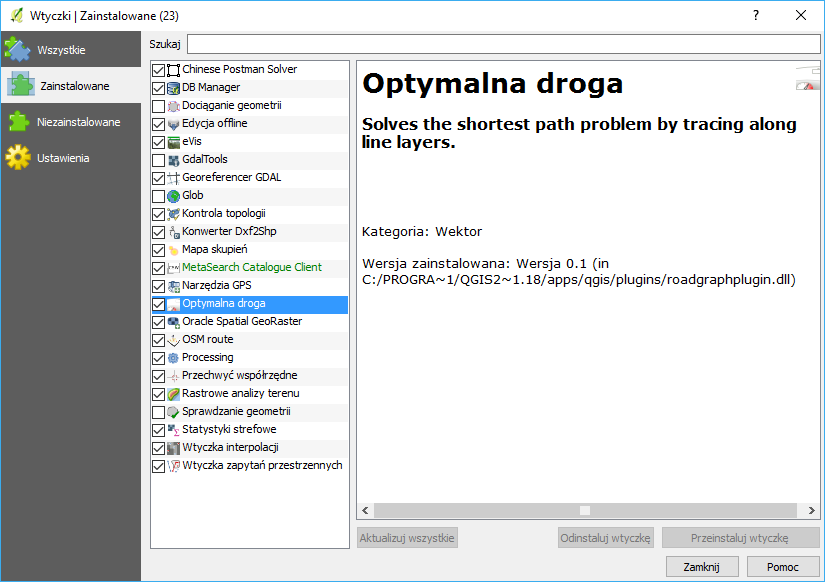 Wtyczki | Zainstalowane (23)
Wszystkie
Zainstalowane
Niezainstalowane
Ustawienia
Szukaj
Chinese Postman Solver
DB Manager
Dociąganie geometrii
Edycja offline
eVis
GdalTools
Georeferencer GDAL
Glob
Kontrola topologii
Konwerter Dxf2Shp
Mapa skupień
MetaSearch Catalogue Client
Narzędzia GPS
Optymalna droga
Oracle Spatial GeoRaster
OSM route
Processing
Przechwyć współrzędne
Rastrowe analizy terenu
Sprawdzanie geometrii
Statystyki strefowe
Wtyczka interpolacji
Wtyczka zapytań przestrzennych
Optymalna droga
Solves the shortest path problem by tracing along
line layers.
Kategoria: Wektor
Wersja zainstalowana: Wersja 0.1 (in
C:/PROGRA~1/QGIS2~1.18/apps/qgis/plugins/roadgraphplugin.dll)
Aktualizuj wszystkie
Odinstaluj wtyczkę
Przeinstaluj wtyczkę
Zamknij
Pomoc